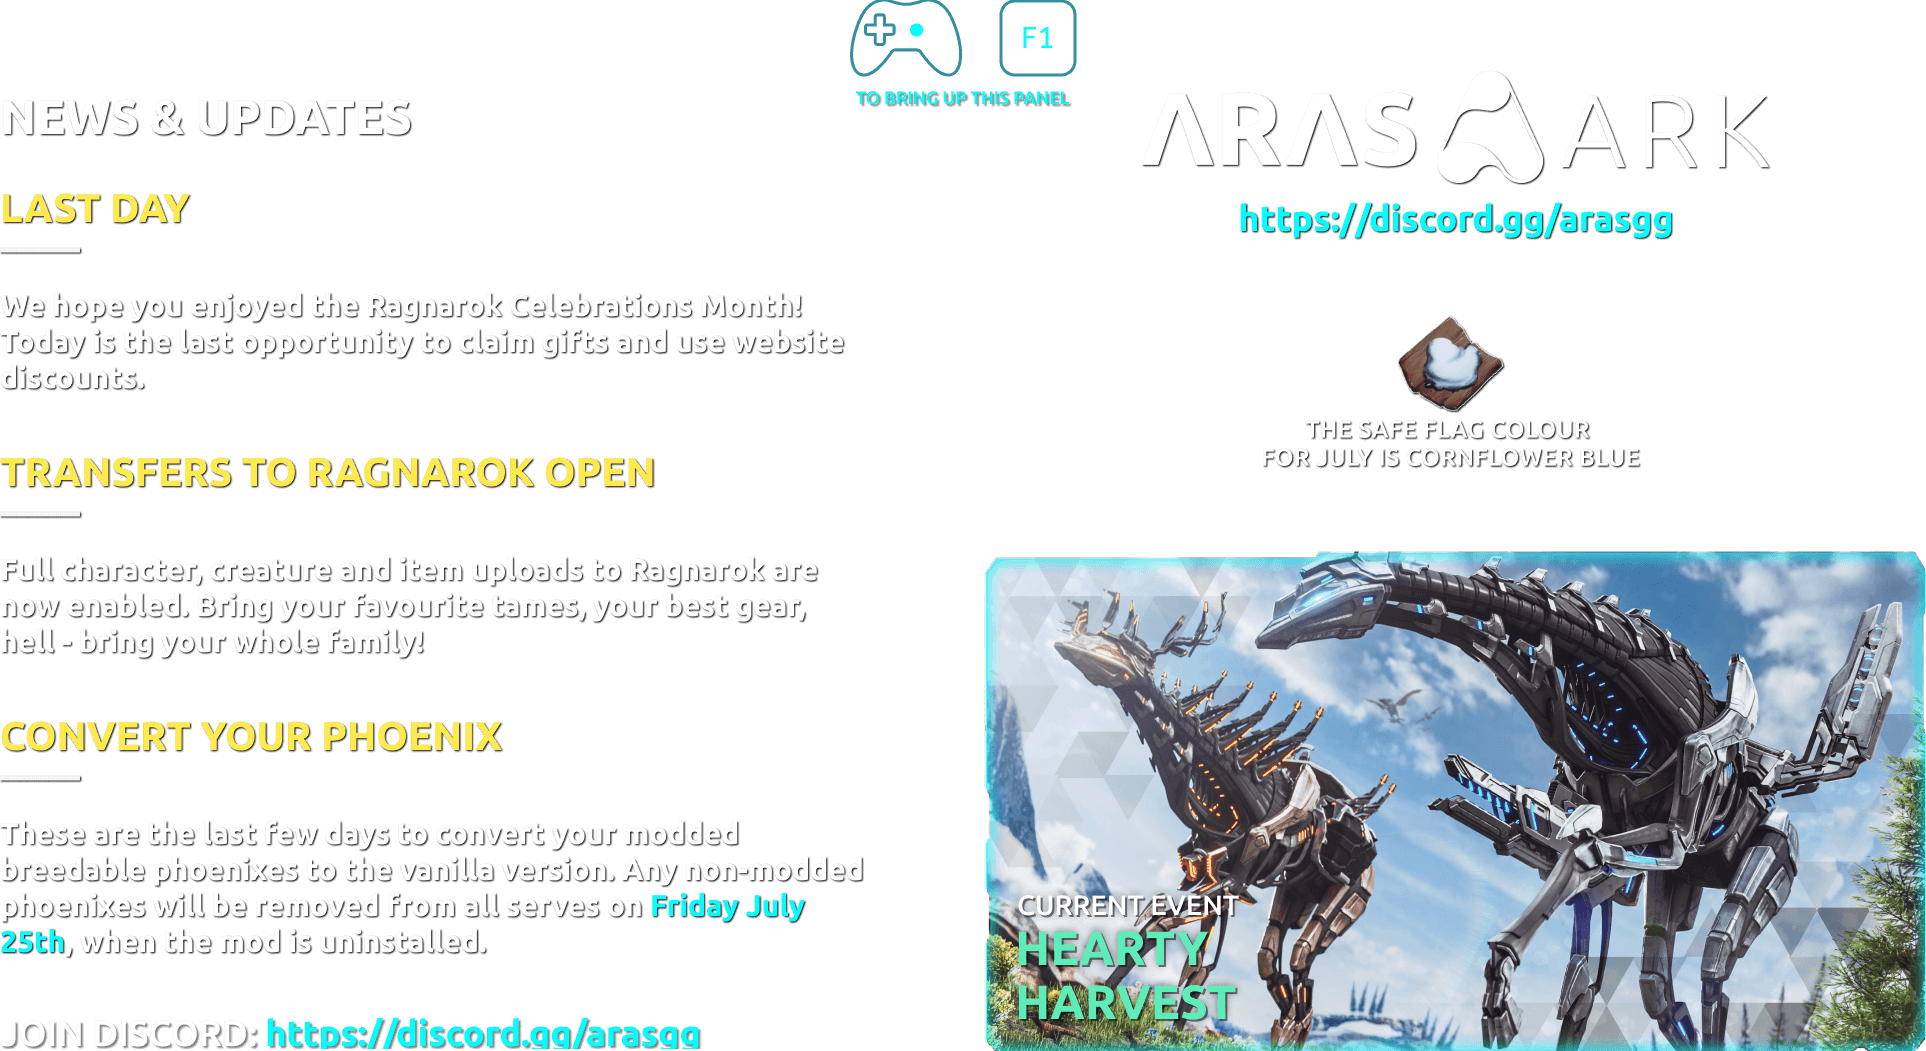 F1
TO BRING UP THIS PANEL
NEWS & UPDATES
LAST DAY
We hope you enjoyed the Ragnarok Celebrations Month!
Today is the last opportunity to claim gifts and use website
discounts.
TRANSFERS TO RAGNAROK OPEN
Full character, creature and item uploads to Ragnarok are
now enabled. Bring your favourite tames, your best gear,
hell - bring your whole family!
CONVERT YOUR PHOENIX
These are the last few days to convert your modded
breedable phoenixes to the vanilla version. Any non-modded
phoenixes will be removed from all serves on Friday July
25th, when the mod is uninstalled.
JOIN DISCORD: https://discord.gg/arasgg
ARAS ARK
https://discord.gg/arasgg
THE SAFE FLAG COLOUR
FOR JULY IS CORNFLOWER BLUE
CURRENT EVENT
HEARTY
HARVEST